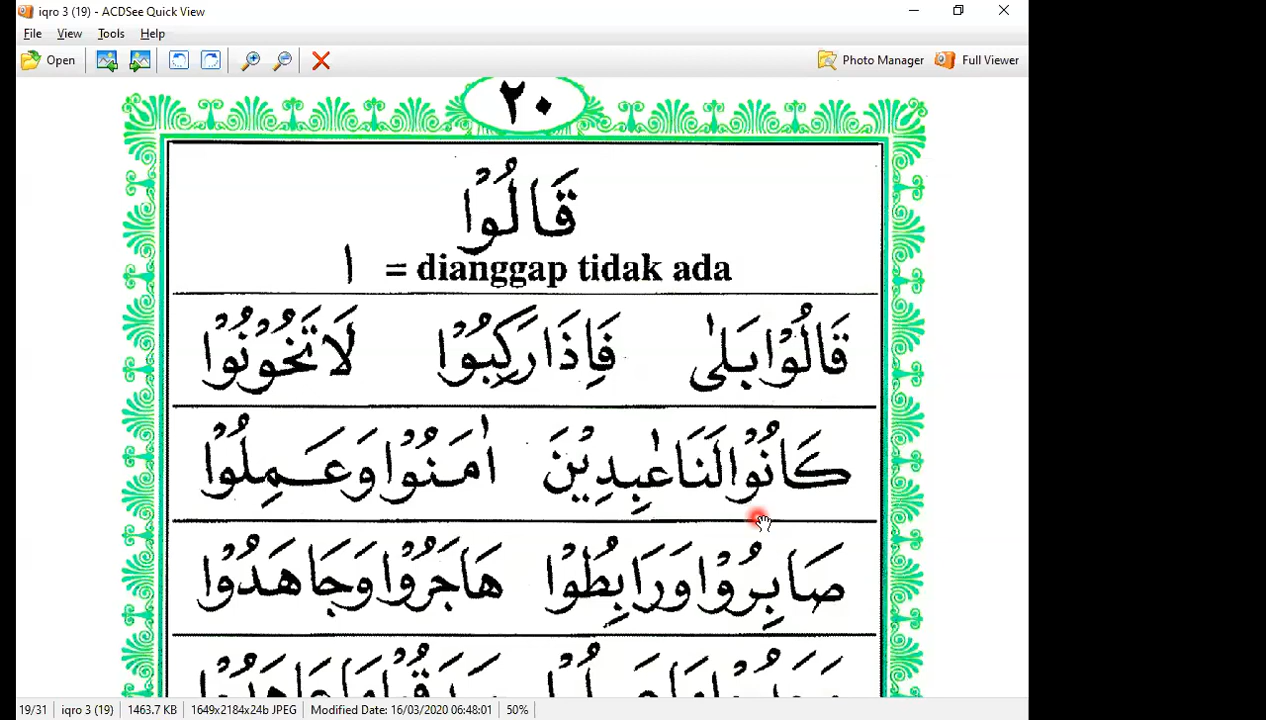 iqro 3 (19) - ACDSee Quick View
File View Tools Help
Open Photo Manager Full Viewer
٢٠
قَالُوْا
ا = dianggap tidak ada
قَالُوْا بَلٰى فَاِذَا رَكِبُوْا لَا تَخُوْنُوْا
كَانُوْا لَنَا عٰبِدِيْنَ اٰمَنُوْا وَعَمِلُوْا
صَابِرُوْا وَرَابِطُوْا هَاجَرُوْا وَجَاهَدُوْا
19/31 iqro 3 (19) 1463.7 KB 1649x2184x24b JPEG Modified Date: 16/03/2020 06:48:01 50%